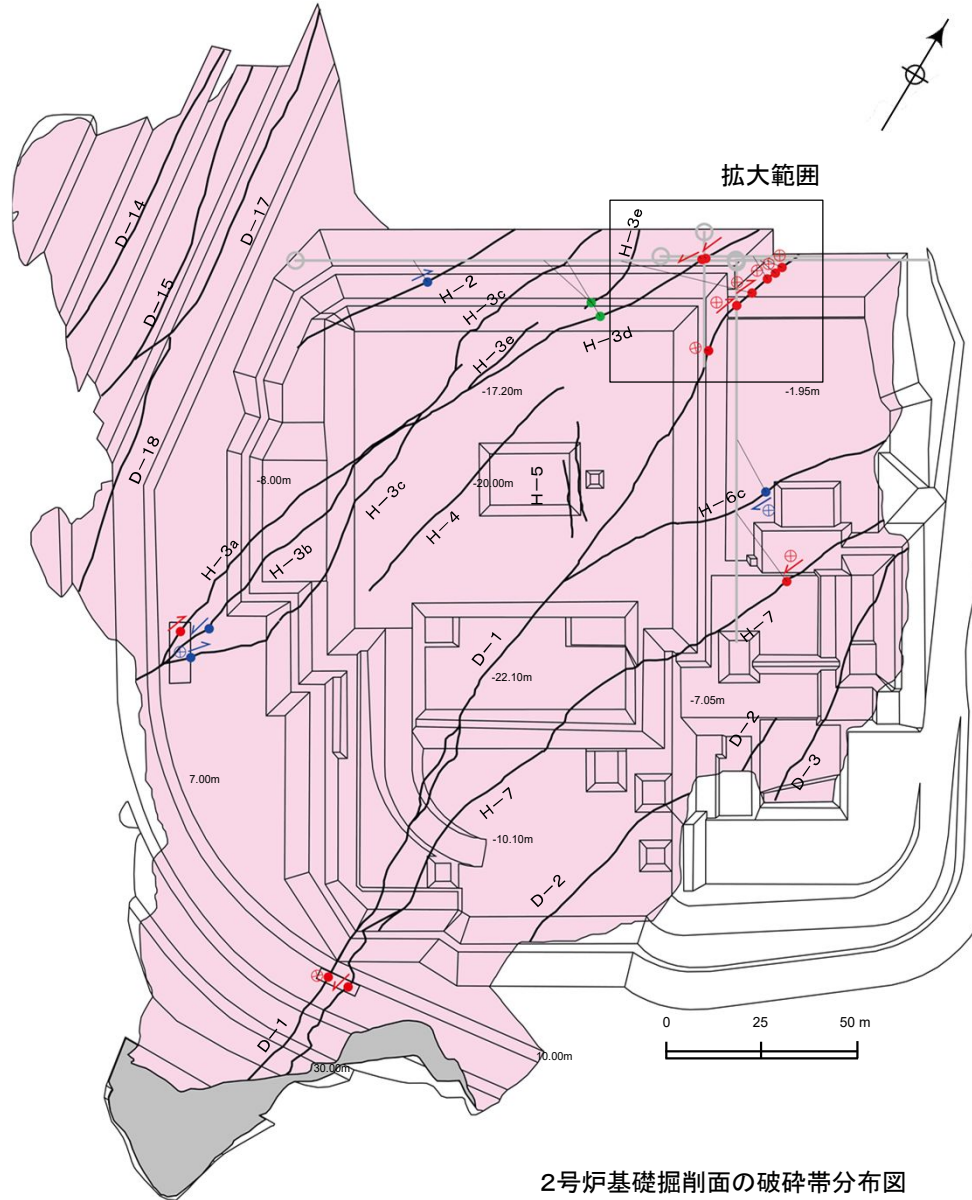 拡大範囲
D-14
D-17
H-3e
D-15
H-2
H-3c
H-3d
H-3e
-17.20m
-1.95m
D-18
-8.00m
-20.00m
H-5
H-3c
H-6c
H-4
H-3a
H-3b
H-7
D-1
-22.10m
-7.05m
D-2
7.00m
D-3
H-7
-10.10m
D-2
0 25 50 m
D-1
10.00m
30.00m
2号炉基礎掘削面の破砕帯分布図